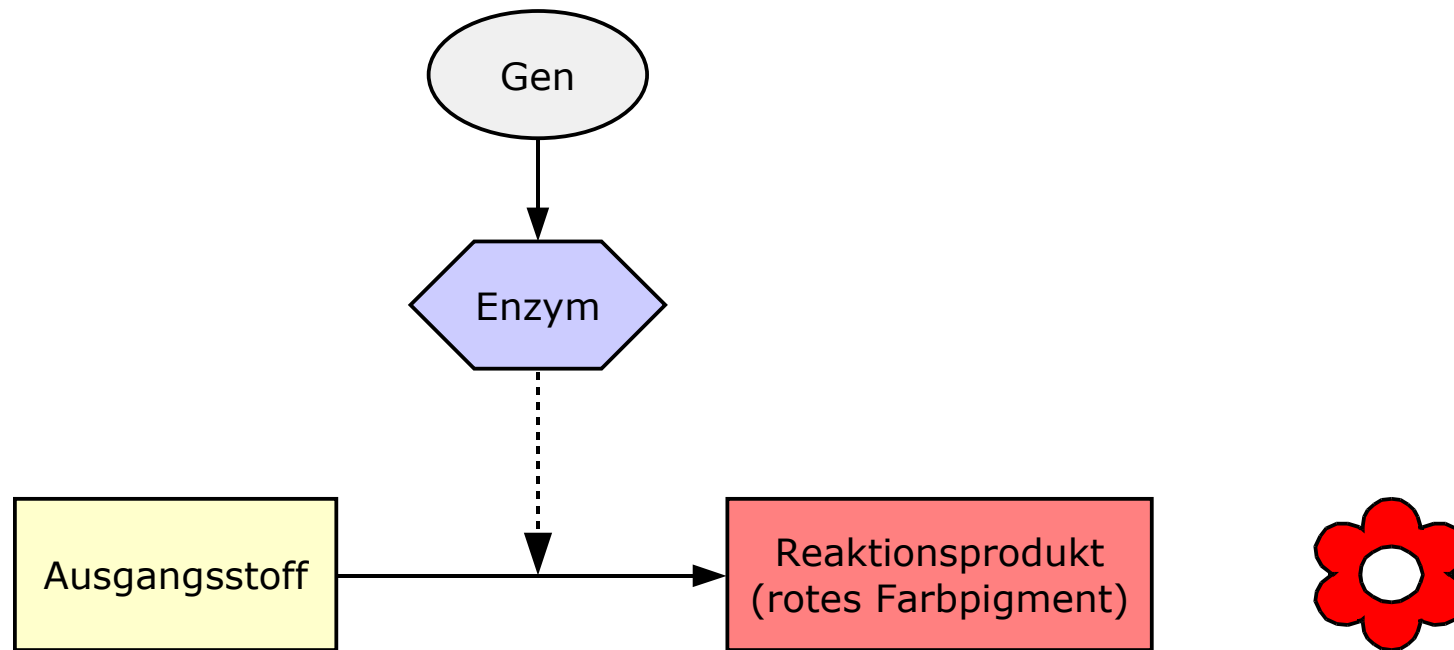 Gen
Enzym
Ausgangsstoff
Reaktionsprodukt
(rotes Farbpigment)